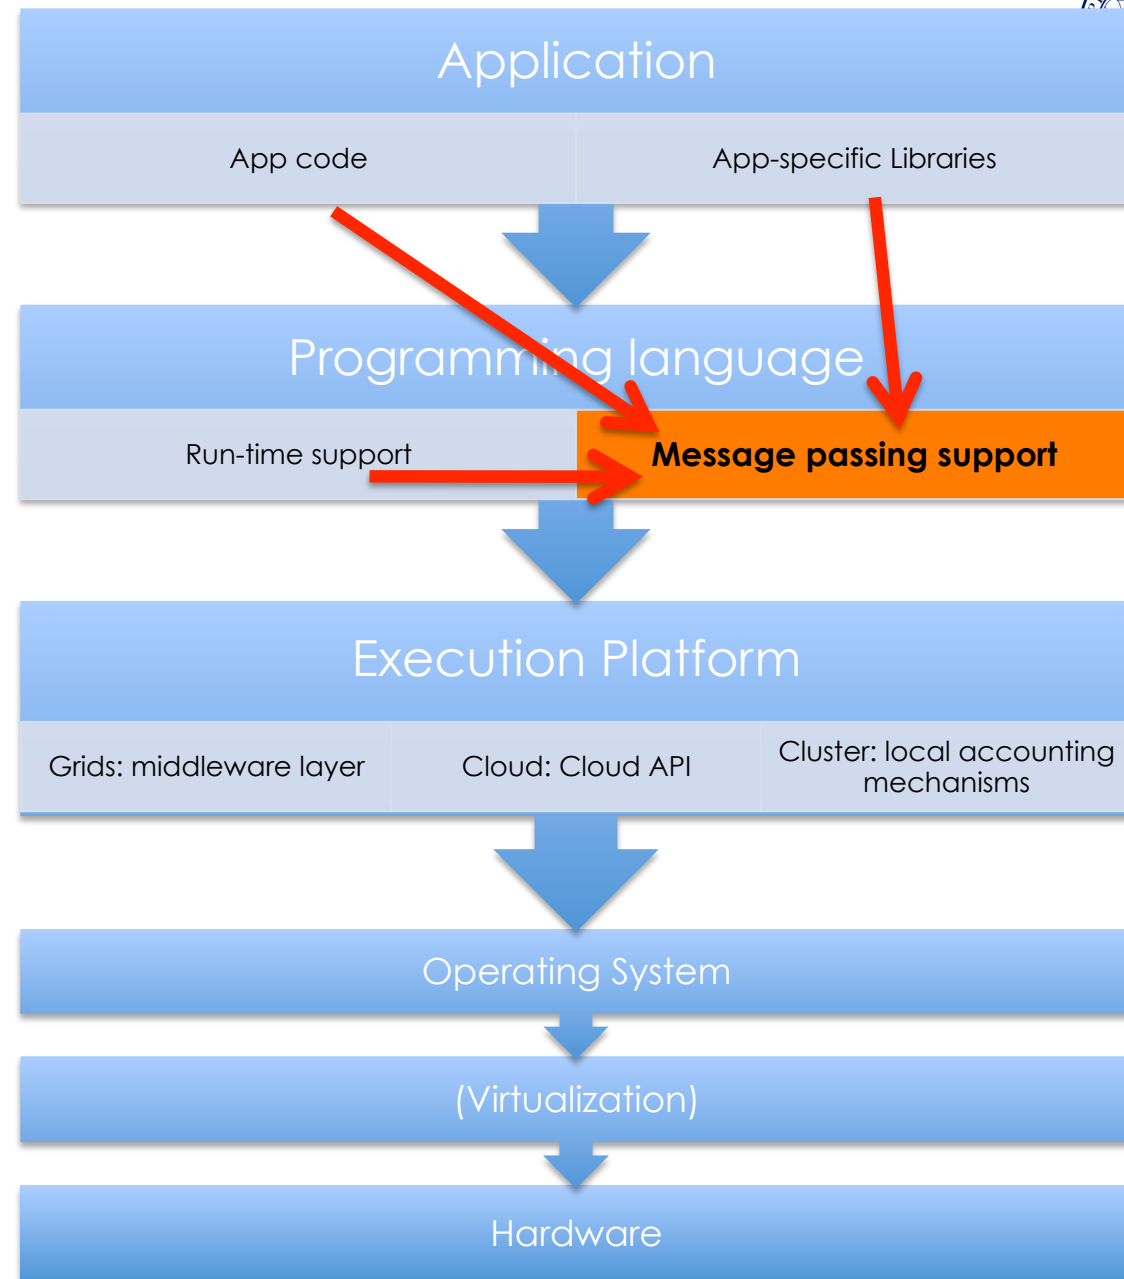 Application
App code
App-specific Libraries
Programming language
Run-time support
Message passing support
Execution Platform
Grids: middleware layer
Cloud: Cloud API
Cluster: local accounting
mechanisms
Operating System
(Virtualization)
Hardware